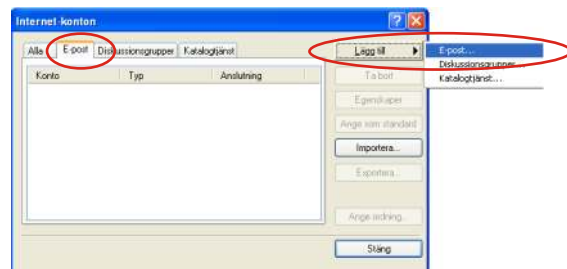 Internet-konton
Alla E-post Diskussionsgrupper Katalogtjänst
Lägg till
E-post...
Diskussionsgrupper...
Katalogtjänst...
Konto Typ Anslutning
Ta bort
Egenskaper
Ange som standard
Importera...
Exportera...
Ange ordning...
Stäng